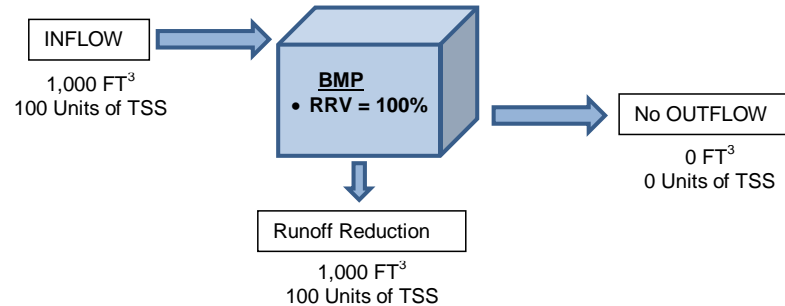 INFLOW
1,000 FT³
100 Units of TSS
BMP
• RRV = 100%
No OUTFLOW
0 FT³
0 Units of TSS
Runoff Reduction
1,000 FT³
100 Units of TSS